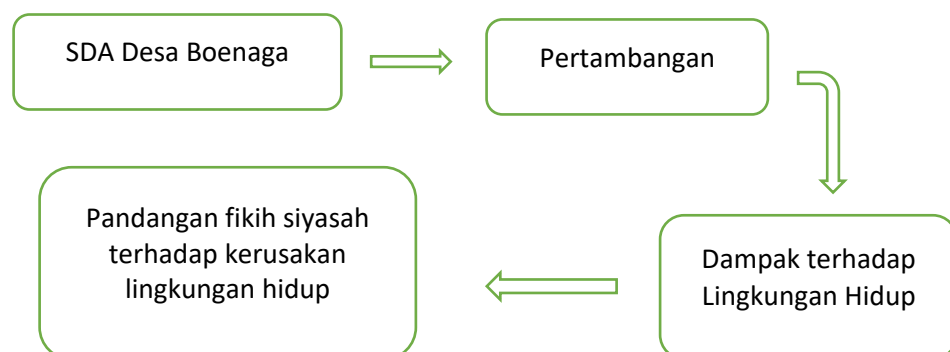 SDA Desa Boenaga
Pertambangan
Dampak terhadap
Lingkungan Hidup
Pandangan fikih siyasah
terhadap kerusakan
lingkungan hidup